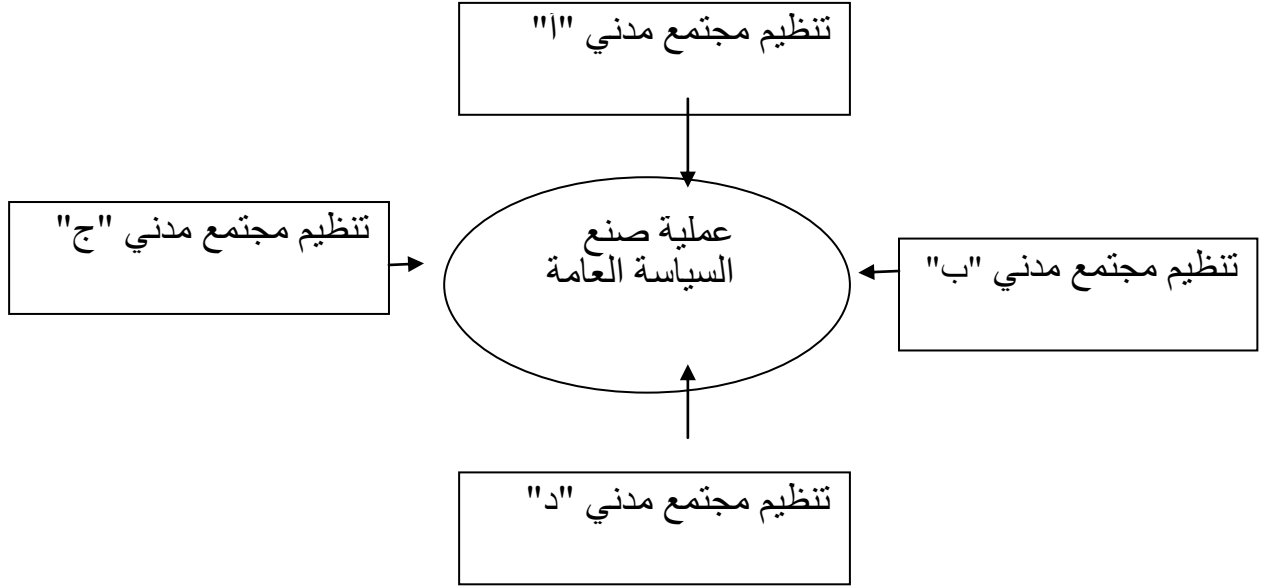 تنظيم مجتمع مدني "أ"
تنظيم مجتمع مدني "ج"
عملية صنع
السياسة العامة
تنظيم مجتمع مدني "ب"
تنظيم مجتمع مدني "د"